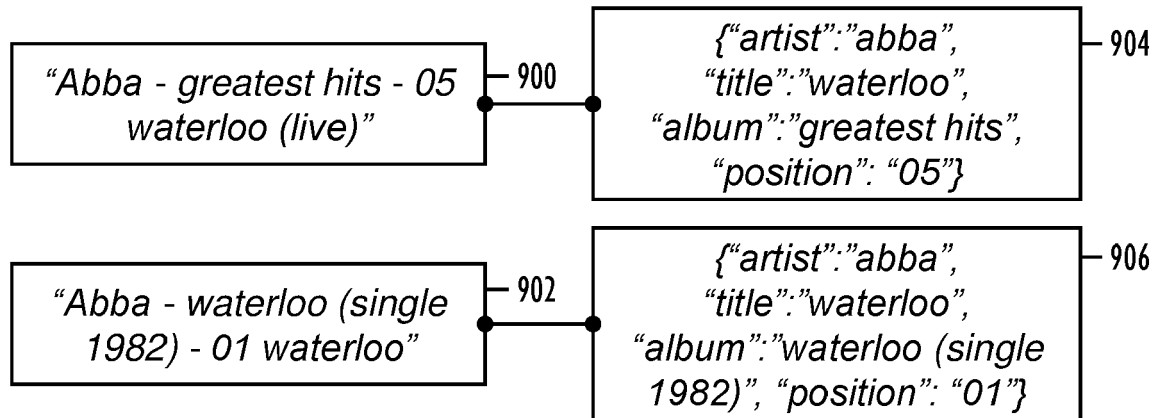 “Abba - greatest hits - 05
waterloo (live)”
900
{“artist”:”abba”,
“title”:”waterloo”,
“album”:”greatest hits”,
“position”: “05”}
904
“Abba - waterloo (single
1982) - 01 waterloo”
902
{“artist”:”abba”,
“title”:”waterloo”,
“album”:”waterloo (single
1982)”, “position”: “01”}
906